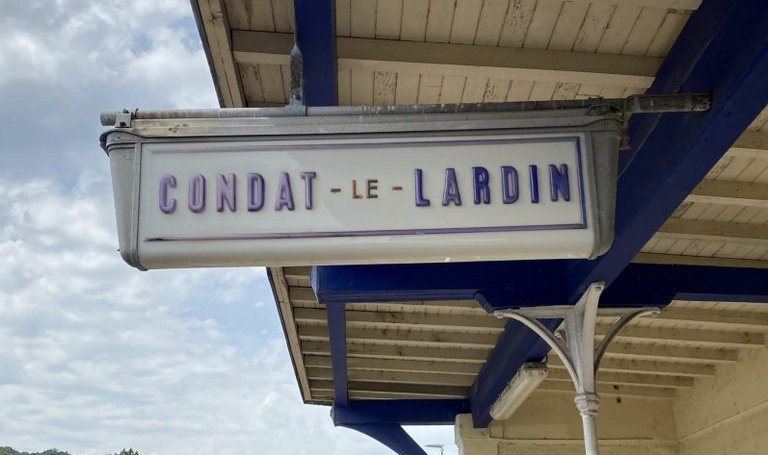 CONDAT - LE - LARDIN